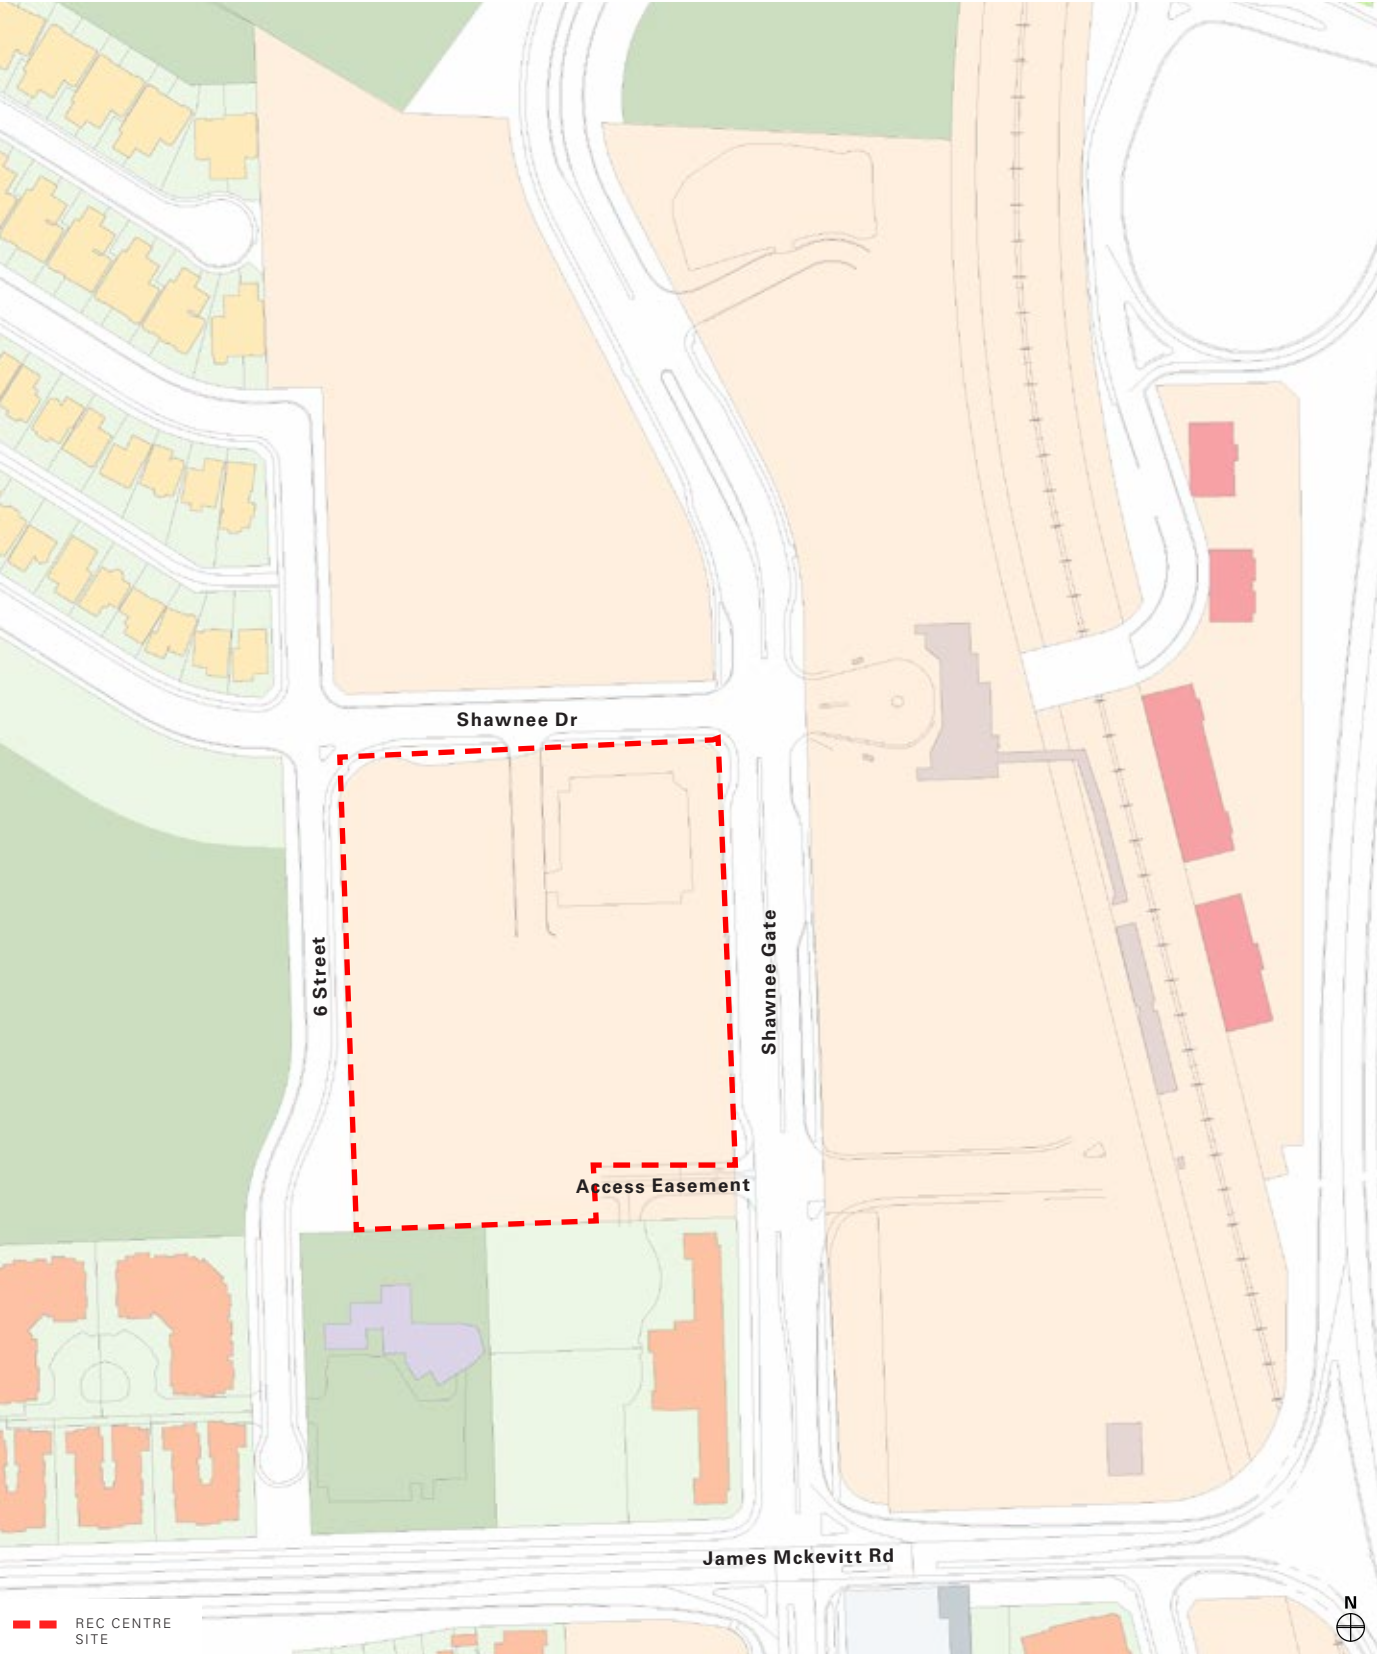 Shawnee Dr
6 Street
Shawnee Gate
Access Easement
James Mckevitt Rd
REC CENTRE
SITE
N